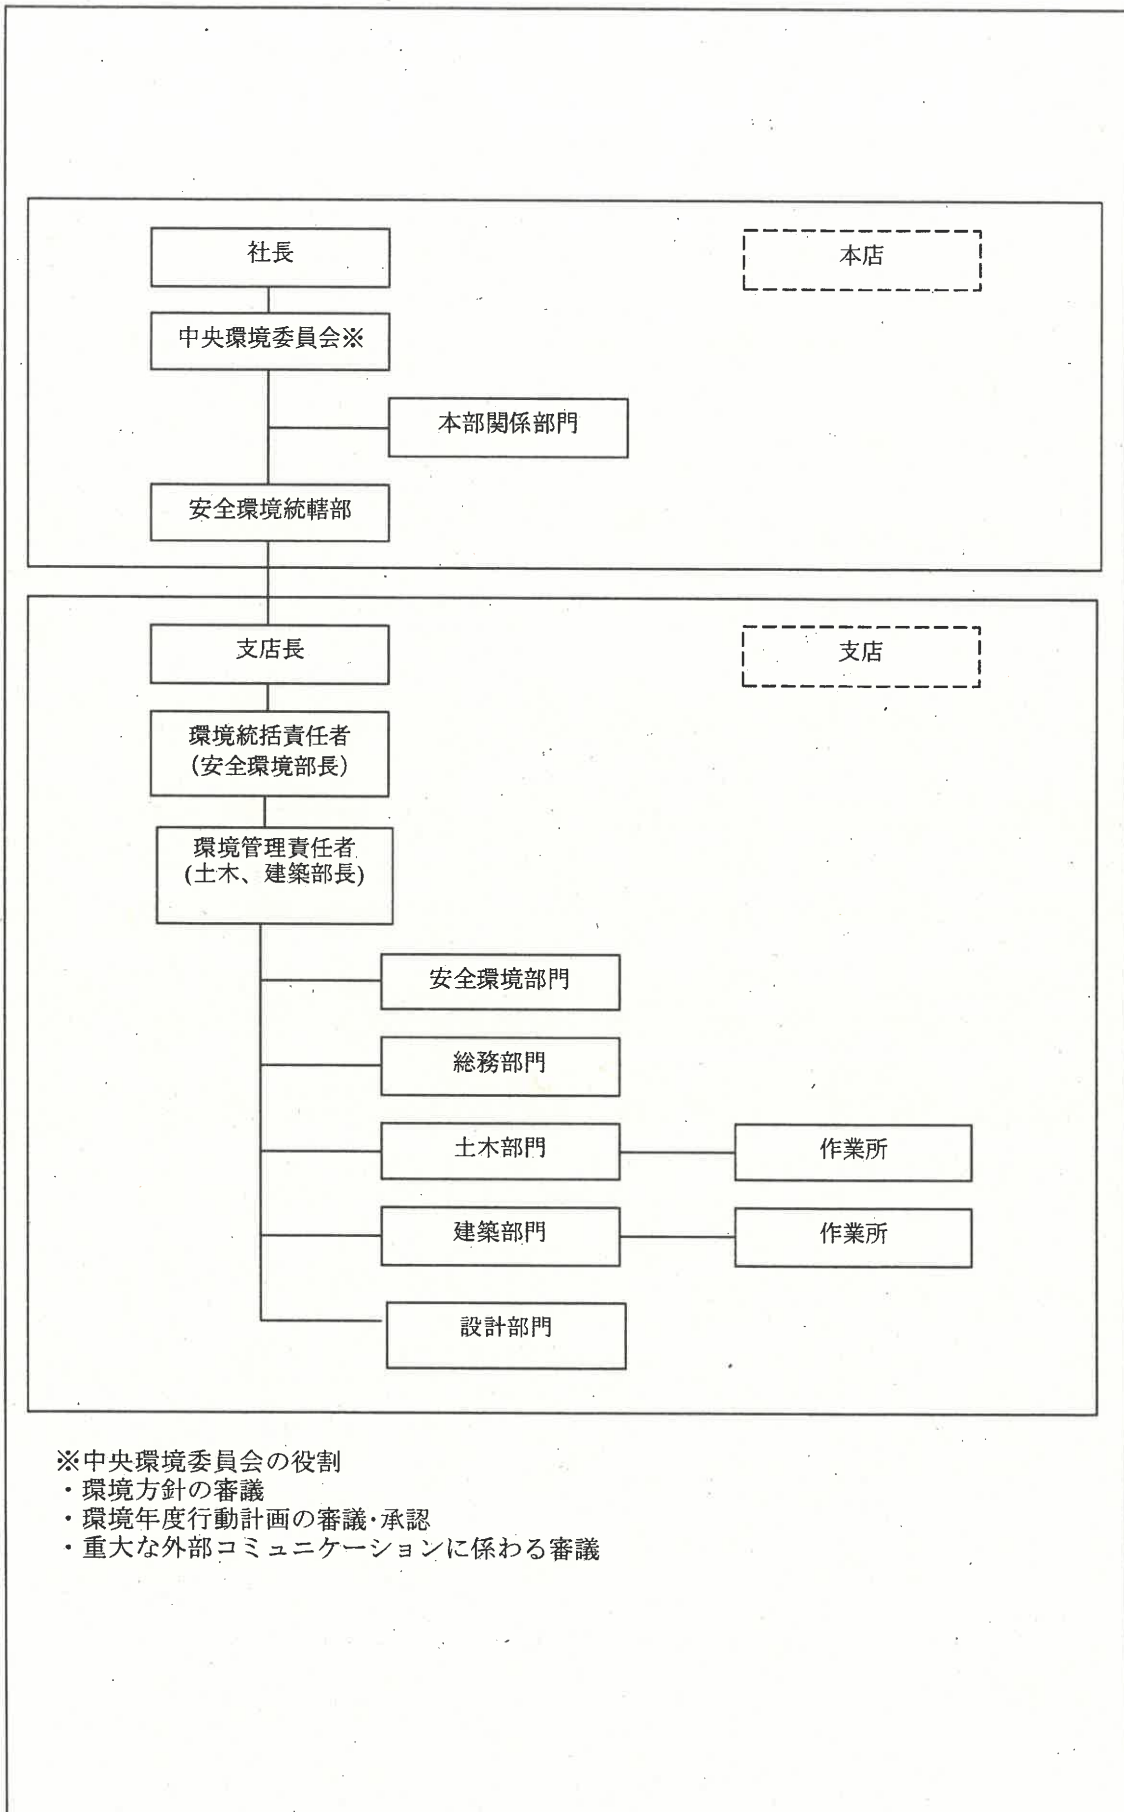 社長
本店
中央環境委員会※
本部関係部門
安全環境統轄部
支店長
支店
環境統括責任者
（安全環境部長）
環境管理責任者
(土木、建築部長)
安全環境部門
総務部門
土木部門
作業所
建築部門
作業所
設計部門
※中央環境委員会の役割
・環境方針の審議
・環境年度行動計画の審議・承認
・重大な外部コミュニケーションに係わる審議